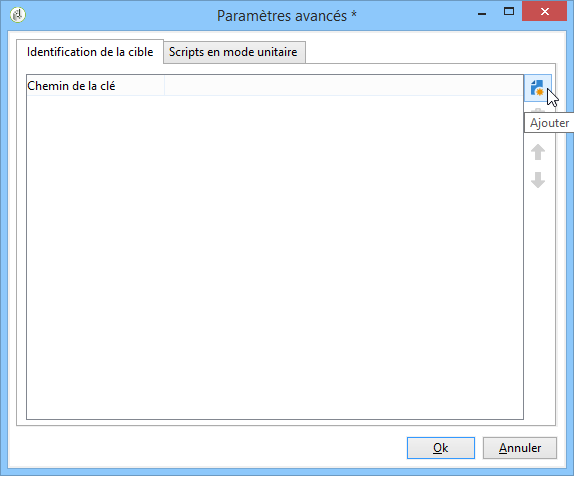 Paramètres avancés *
Identification de la cible
Scripts en mode unitaire
Chemin de la clé
Ajouter
Ok
Annuler